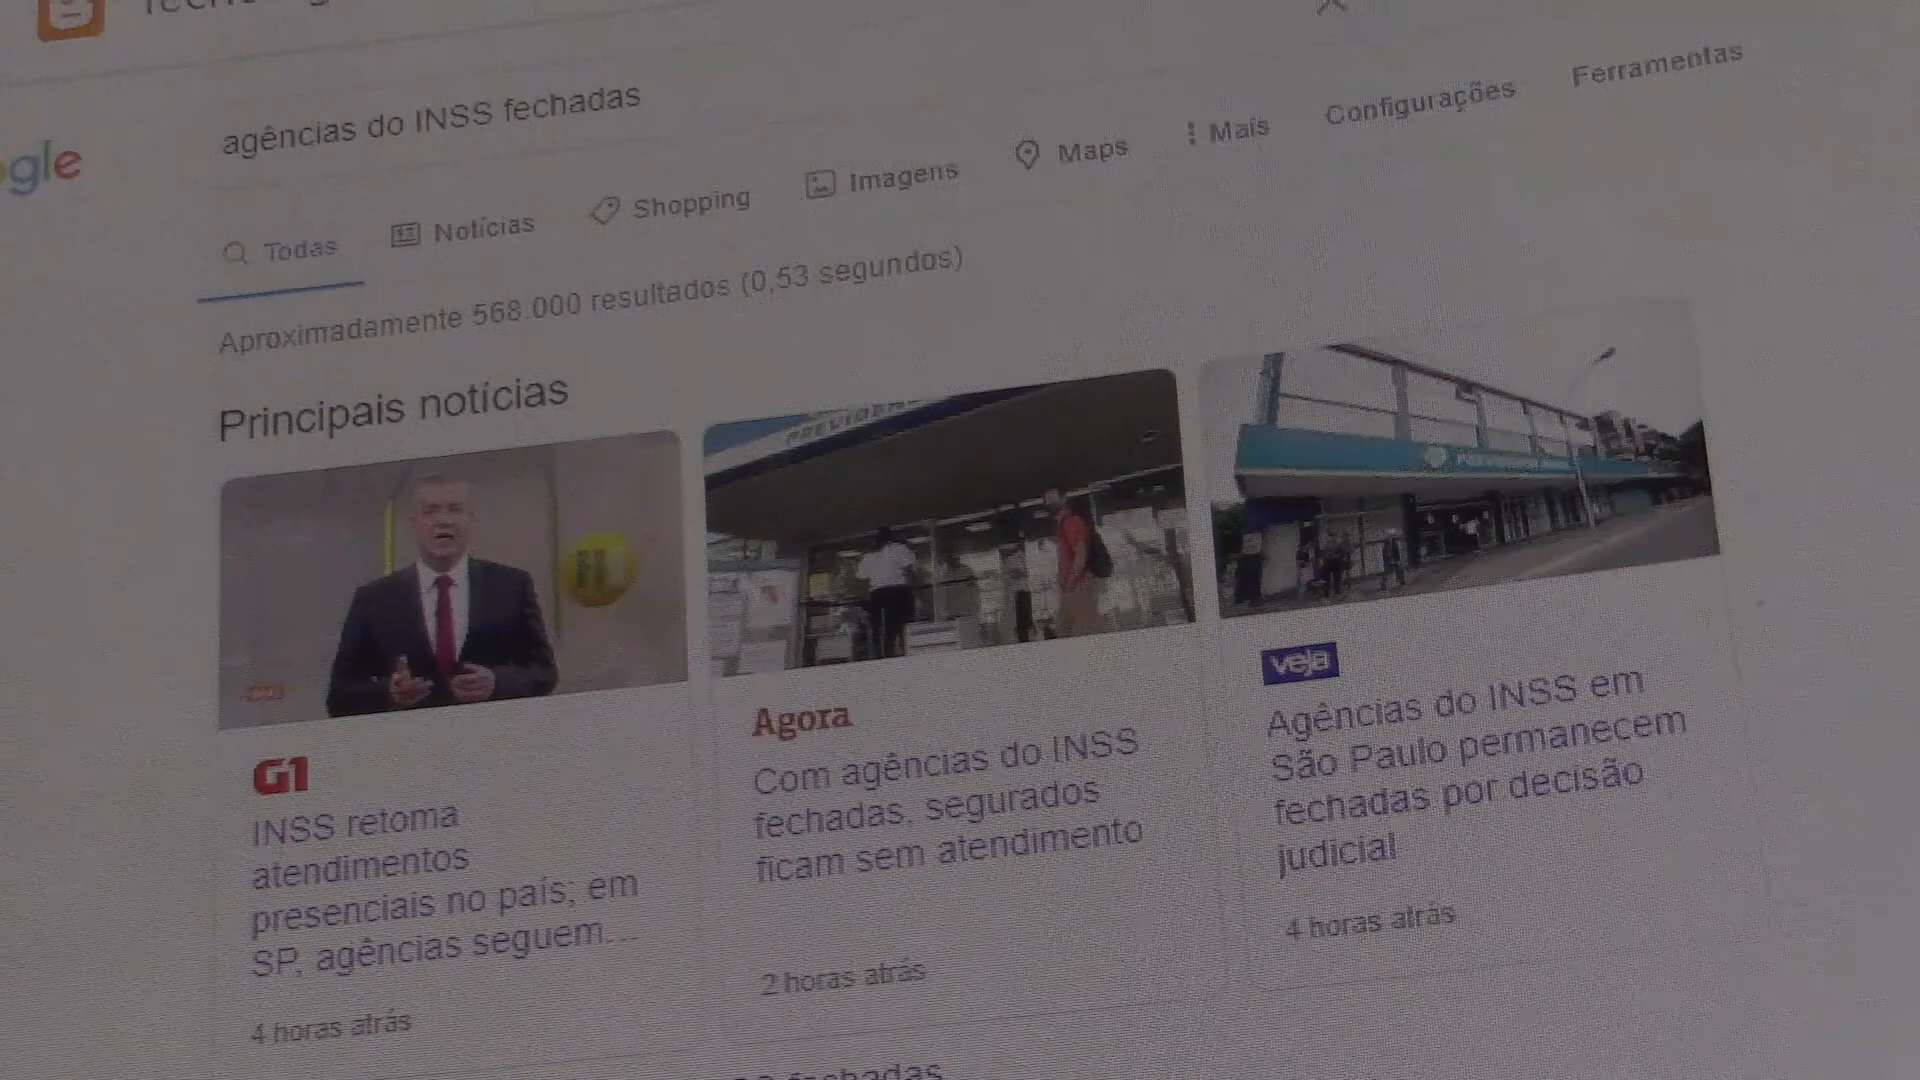 gle
agências do INSS fechadas
Todas
Notícias
Shopping
Imagens
Maps
Mais
Configurações
Ferramentas
Aproximadamente 568.000 resultados (0,53 segundos)
Principais notícias
G1
INSS retoma
atendimentos
presenciais no país; em
SP, agências seguem...
4 horas atrás
Agora
Com agências do INSS
fechadas, segurados
ficam sem atendimento
2 horas atrás
veja
Agências do INSS em
São Paulo permanecem
fechadas por decisão
judicial
4 horas atrás
fechadas